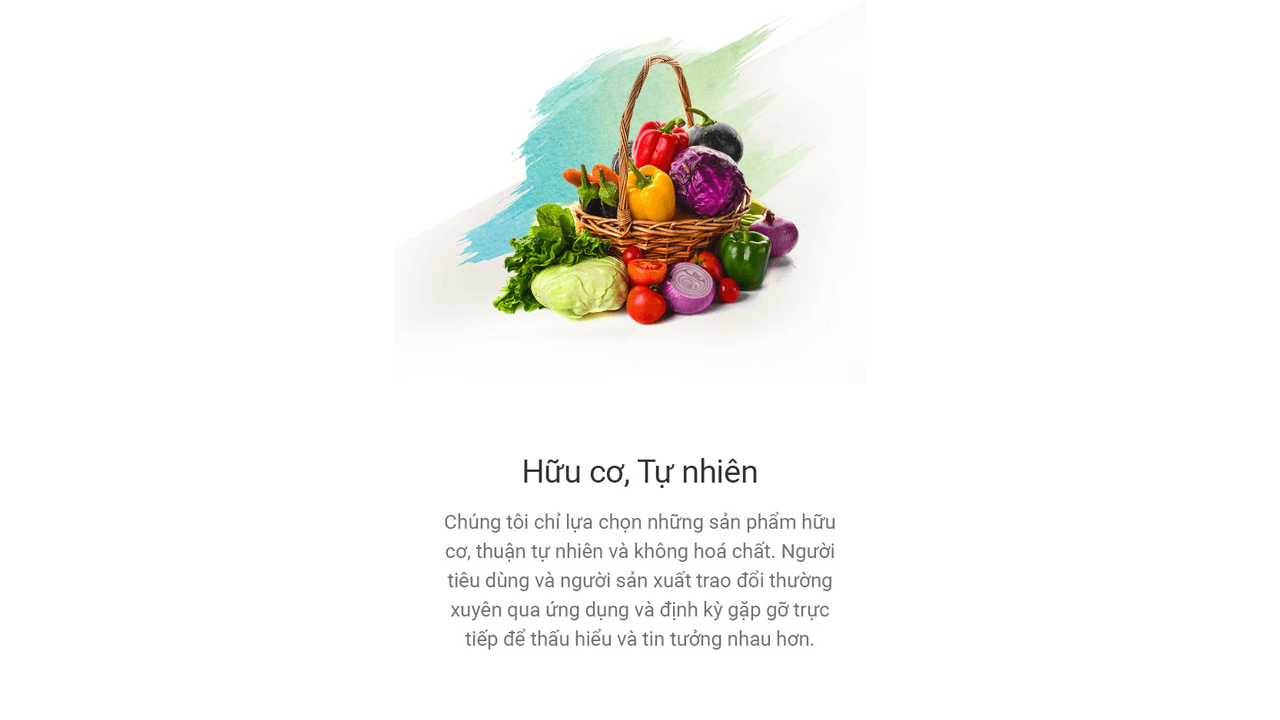 Hữu cơ, Tự nhiên
Chúng tôi chỉ lựa chọn những sản phẩm hữu
cơ, thuận tự nhiên và không hoá chất. Người
tiêu dùng và người sản xuất trao đổi thường
xuyên qua ứng dụng và định kỳ gặp gỡ trực
tiếp để thấu hiểu và tin tưởng nhau hơn.